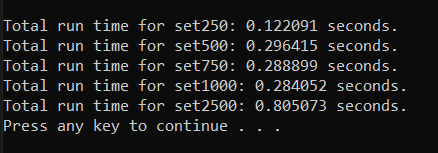 Total run time for set250: 0.122091 seconds.
Total run time for set500: 0.296415 seconds.
Total run time for set750: 0.288899 seconds.
Total run time for set1000: 0.284052 seconds.
Total run time for set2500: 0.805073 seconds.
Press any key to continue . . .